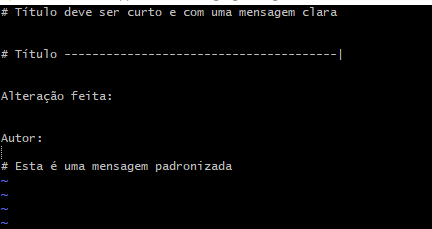 # Título deve ser curto e com uma mensagem clara
# Título ---------------------------------------|
Alteração feita:
Autor:
# Esta é uma mensagem padronizada
~
~
~
~